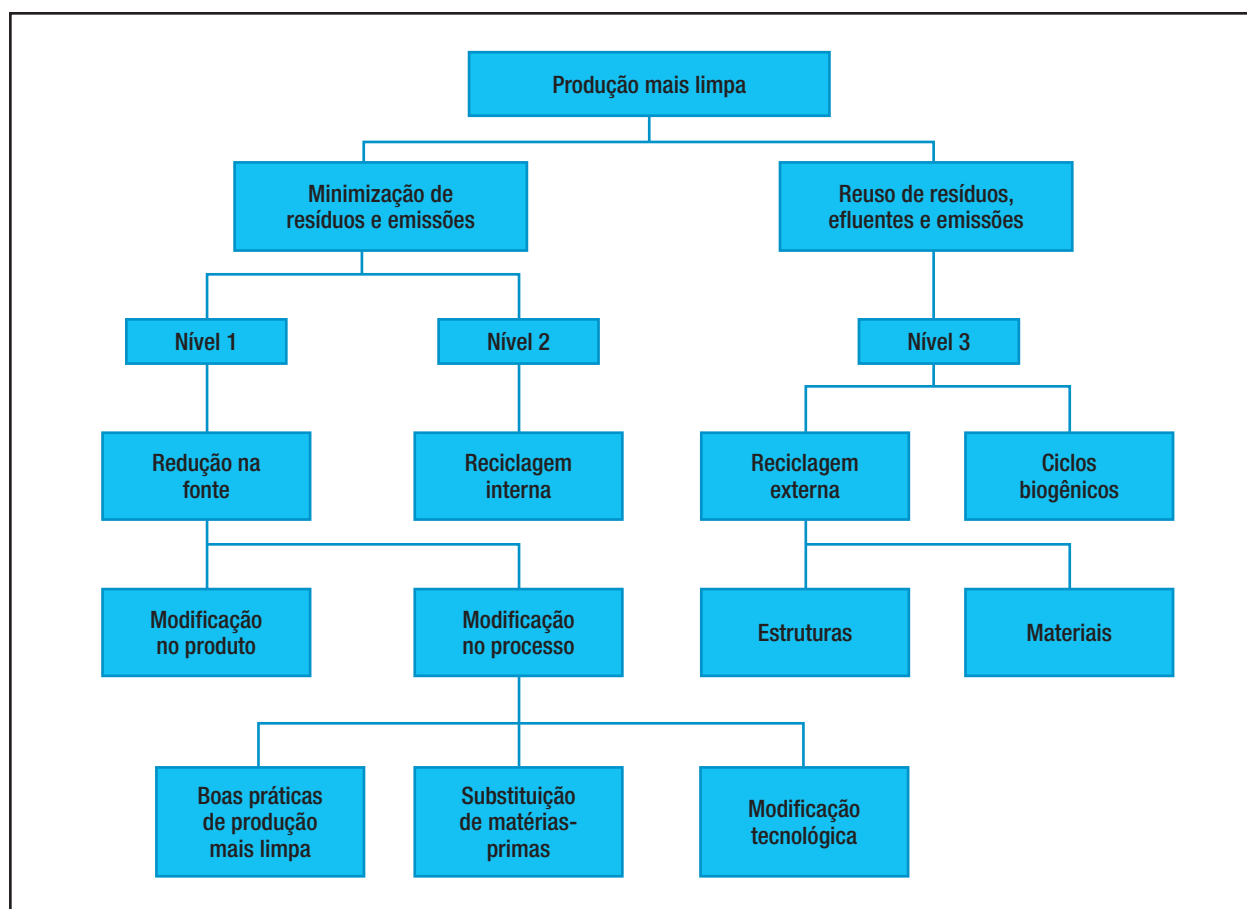 Produção mais limpa
Minimização de
resíduos e emissões
Reuso de resíduos,
efluentes e emissões
Nível 1
Nível 2
Nível 3
Redução na
fonte
Reciclagem
interna
Reciclagem
externa
Ciclos
biogênicos
Modificação
no produto
Modificação
no processo
Estruturas
Materiais
Boas práticas
de produção
mais limpa
Substituição
de matérias-
primas
Modificação
tecnológica